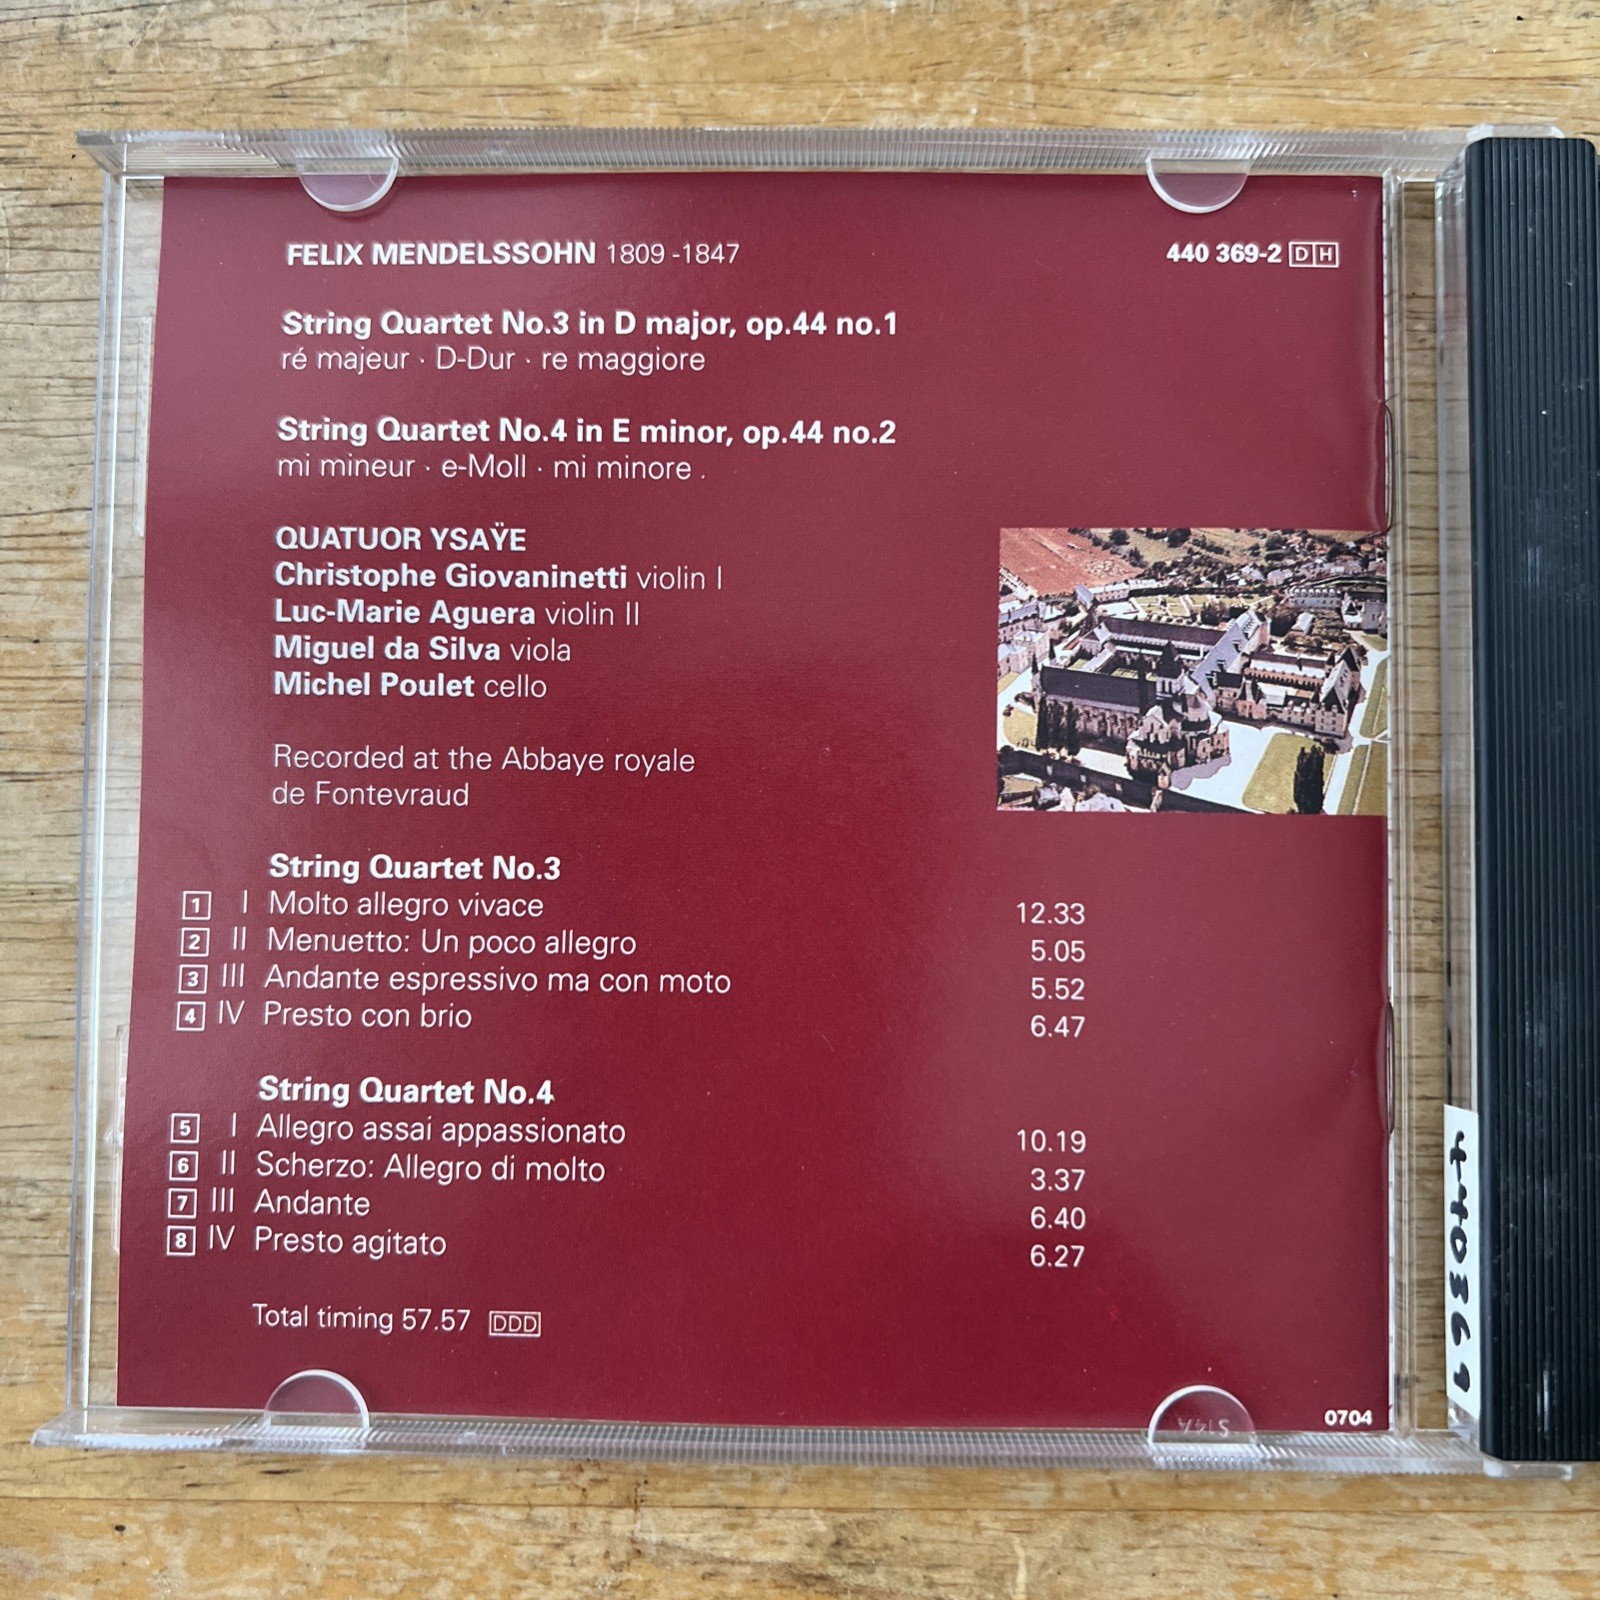 FELIX MENDELSSOHN 1809 -1847
440 369-2 DH
String Quartet No.3 in D major, op.44 no.1
ré majeur · D-Dur · re maggiore
String Quartet No.4 in E minor, op.44 no.2
mi mineur · e-Moll · mi minore .
QUATUOR YSAŸE
Christophe Giovaninetti violin I
Luc-Marie Aguera violin II
Miguel da Silva viola
Michel Poulet cello
Recorded at the Abbaye royale
de Fontevraud
String Quartet No.3
1 I Molto allegro vivace 12.33
2 II Menuetto: Un poco allegro 5.05
3 III Andante espressivo ma con moto 5.52
4 IV Presto con brio 6.47
String Quartet No.4
5 I Allegro assai appassionato 10.19
6 II Scherzo: Allegro di molto 3.37
7 III Andante 6.40
8 IV Presto agitato 6.27
Total timing 57.57 DDD
0704